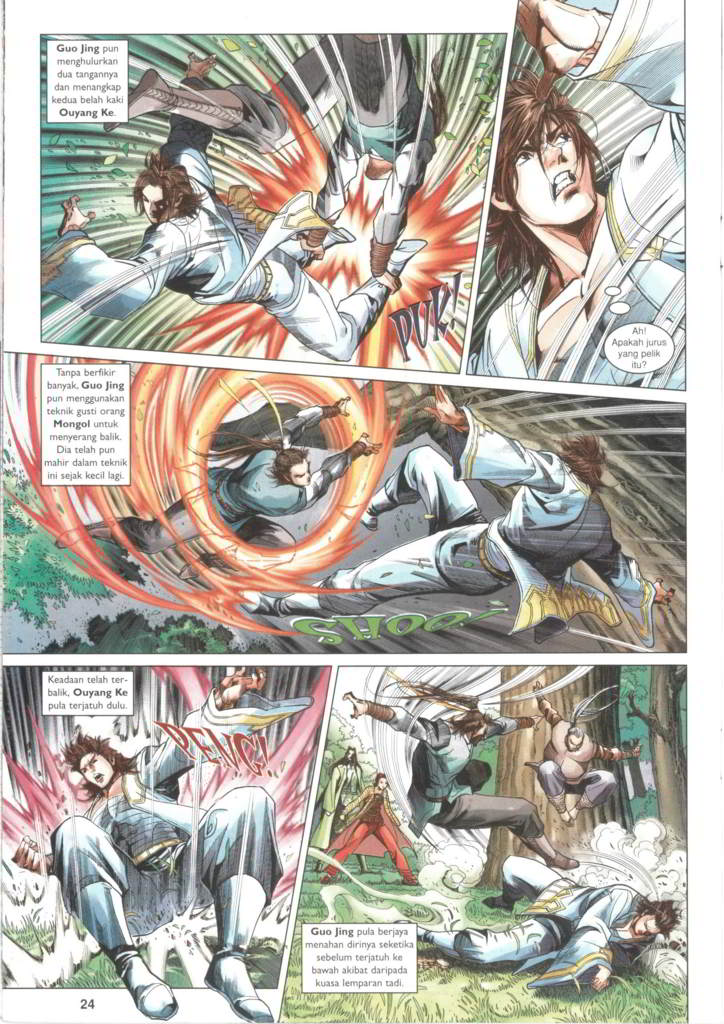 Guo Jing pun
menghulurkan
dua tangannya
dan menangkap
kedua belah kaki
Ouyang Ke.
PUK!
Ah!
Apakah jurus
yang pelik
itu?
Tanpa berfikir
banyak, Guo Jing
pun menggunakan
teknik gusti orang
Mongol untuk
menyerang balik.
Dia telah pun
mahir dalam teknik
ini sejak kecil lagi.
SHOOZ
Keadaan telah ter-
balik, Ouyang Ke
pula terjatuh dulu.
PENG!
Guo Jing pula berjaya
menahan dirinya seketika
sebelum terjatuh ke
bawah akibat daripada
kuasa lemparan tadi.
24